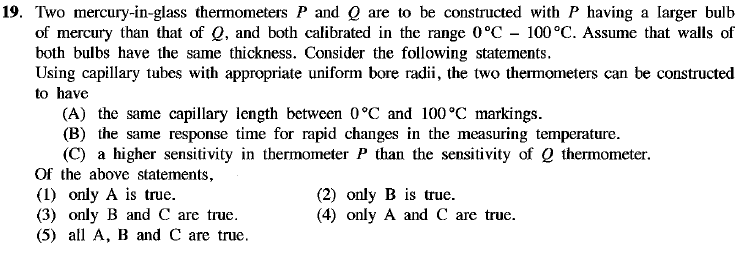 19. Two mercury-in-glass thermometers P and Q are to be constructed with P having a larger bulb
of mercury than that of Q, and both calibrated in the range 0 °C – 100 °C. Assume that walls of
both bulbs have the same thickness. Consider the following statements.
Using capillary tubes with appropriate uniform bore radii, the two thermometers can be constructed
to have
(A) the same capillary length between 0 °C and 100 °C markings.
(B) the same response time for rapid changes in the measuring temperature.
(C) a higher sensitivity in thermometer P than the sensitivity of Q thermometer.
Of the above statements,
(1) only A is true. (2) only B is true.
(3) only B and C are true. (4) only A and C are true.
(5) all A, B and C are true.